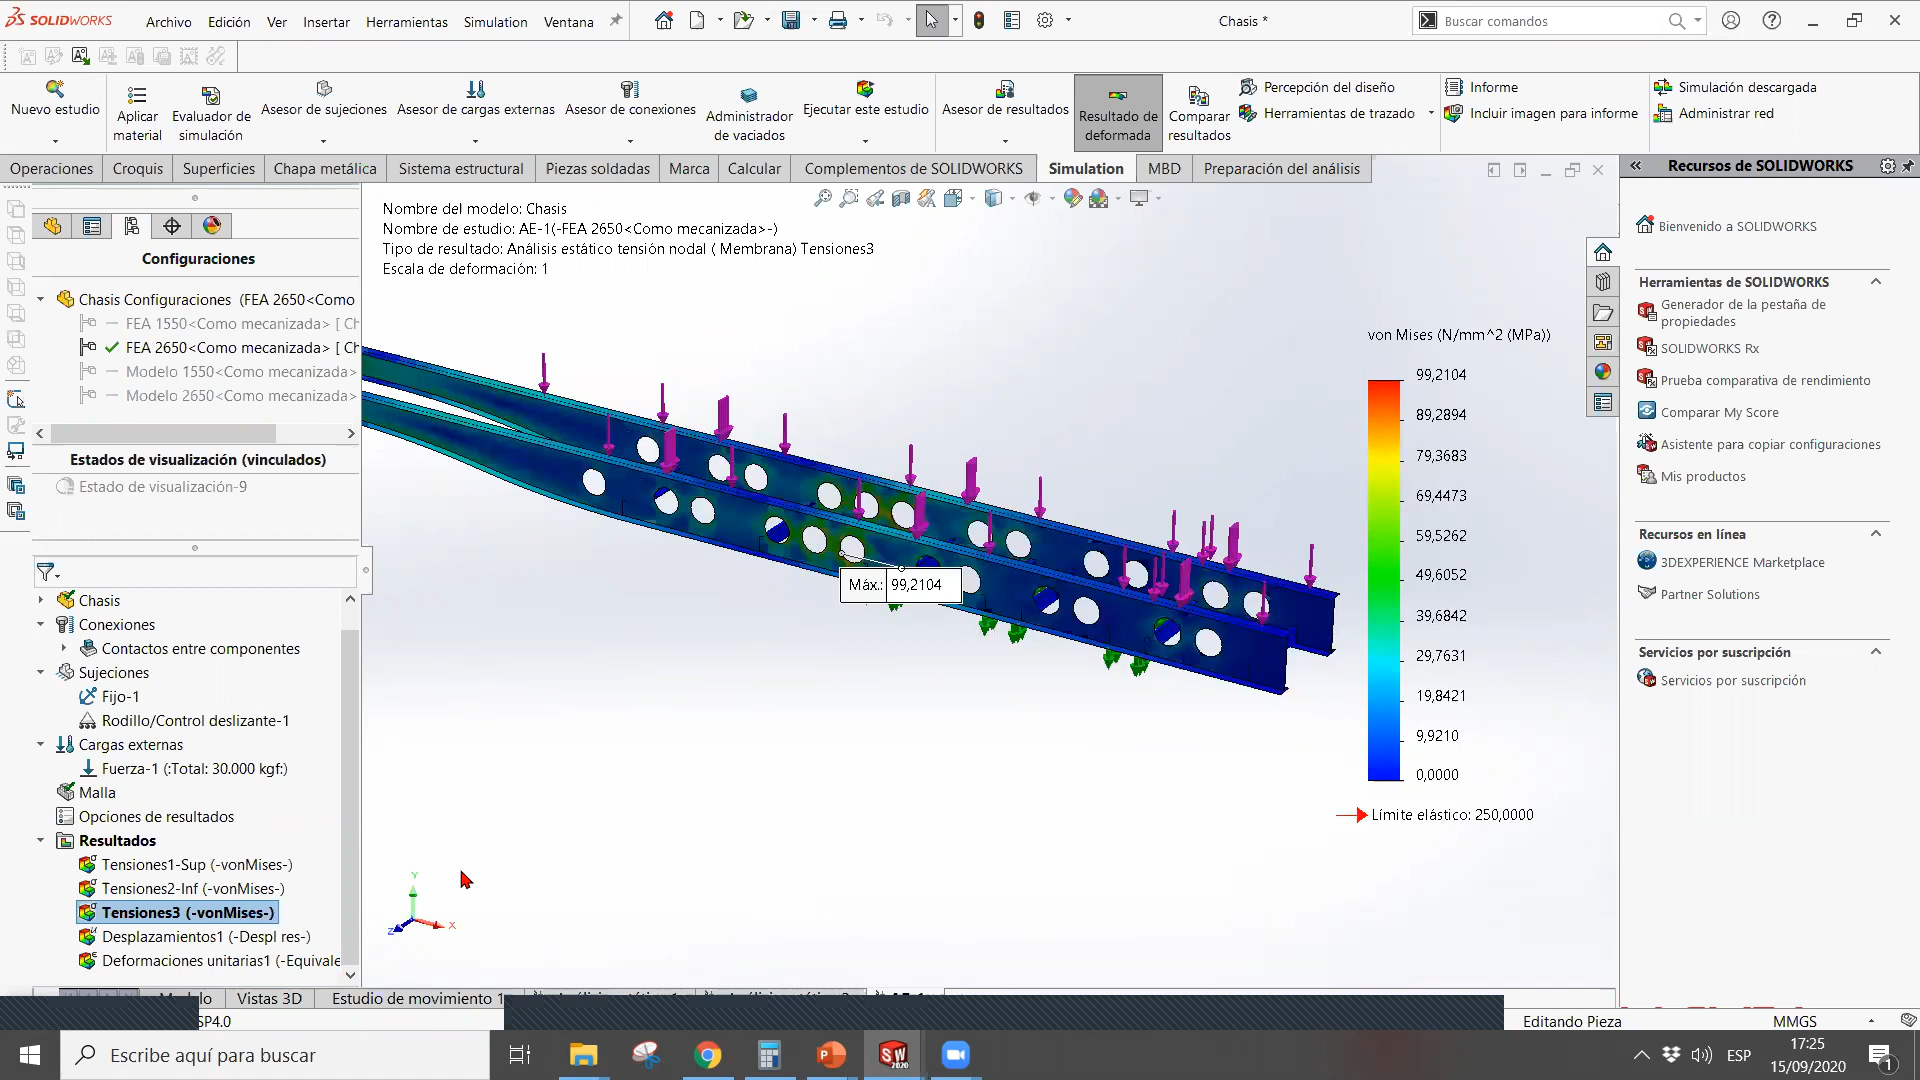 SOLIDWORKS
Archivo
Edición
Ver
Insertar
Herramientas
Simulation
Ventana
Chasis *
Buscar comandos
Nuevo estudio
Aplicar material
Evaluador de simulación
Asesor de sujeciones
Asesor de cargas externas
Asesor de conexiones
Administrador de vaciados
Ejecutar este estudio
Asesor de resultados
Resultado de deformada
Comparar resultados
Percepción del diseño
Herramientas de trazado
Informe
Incluir imagen para informe
Simulación descargada
Administrar red
Operaciones
Croquis
Superficies
Chapa metálica
Sistema estructural
Piezas soldadas
Marca
Calcular
Complementos de SOLIDWORKS
Simulation
MBD
Preparación del análisis
Configuraciones
Chasis Configuraciones (FEA 2650<Como
FEA 1550<Como mecanizada> [ Ch
FEA 2650<Como mecanizada> [ Ch
Modelo 1550<Como mecanizada>
Modelo 2650<Como mecanizada>
Estados de visualización (vinculados)
Estado de visualización-9
Chasis
Conexiones
Contactos entre componentes
Sujeciones
Fijo-1
Rodillo/Control deslizante-1
Cargas externas
Fuerza-1 (:Total: 30.000 kgf:)
Malla
Opciones de resultados
Resultados
Tensiones1-Sup (-vonMises-)
Tensiones2-Inf (-vonMises-)
Tensiones3 (-vonMises-)
Desplazamientos1 (-Despl res-)
Deformaciones unitarias1 (-Equivale
Nombre del modelo: Chasis
Nombre de estudio: AE-1(-FEA 2650<Como mecanizada>-)
Tipo de resultado: Análisis estático tensión nodal ( Membrana) Tensiones3
Escala de deformación: 1
Máx.: 99,2104
Y
X
Z
von Mises (N/mm^2 (MPa))
99,2104
89,2894
79,3683
69,4473
59,5262
49,6052
39,6842
29,7631
19,8421
9,9210
0,0000
Límite elástico: 250,0000
Recursos de SOLIDWORKS
Bienvenido a SOLIDWORKS
Herramientas de SOLIDWORKS
Generador de la pestaña de
propiedades
SOLIDWORKS Rx
Prueba comparativa de rendimiento
Comparar My Score
Asistente para copiar configuraciones
Mis productos
Recursos en línea
3DEXPERIENCE Marketplace
Partner Solutions
Servicios por suscripción
Servicios por suscripción
Vistas 3D
Estudio de movimiento 1
SP4.0
Editando Pieza
MMGS
Escribe aquí para buscar
SW
2020
ESP
17:25
15/09/2020
1